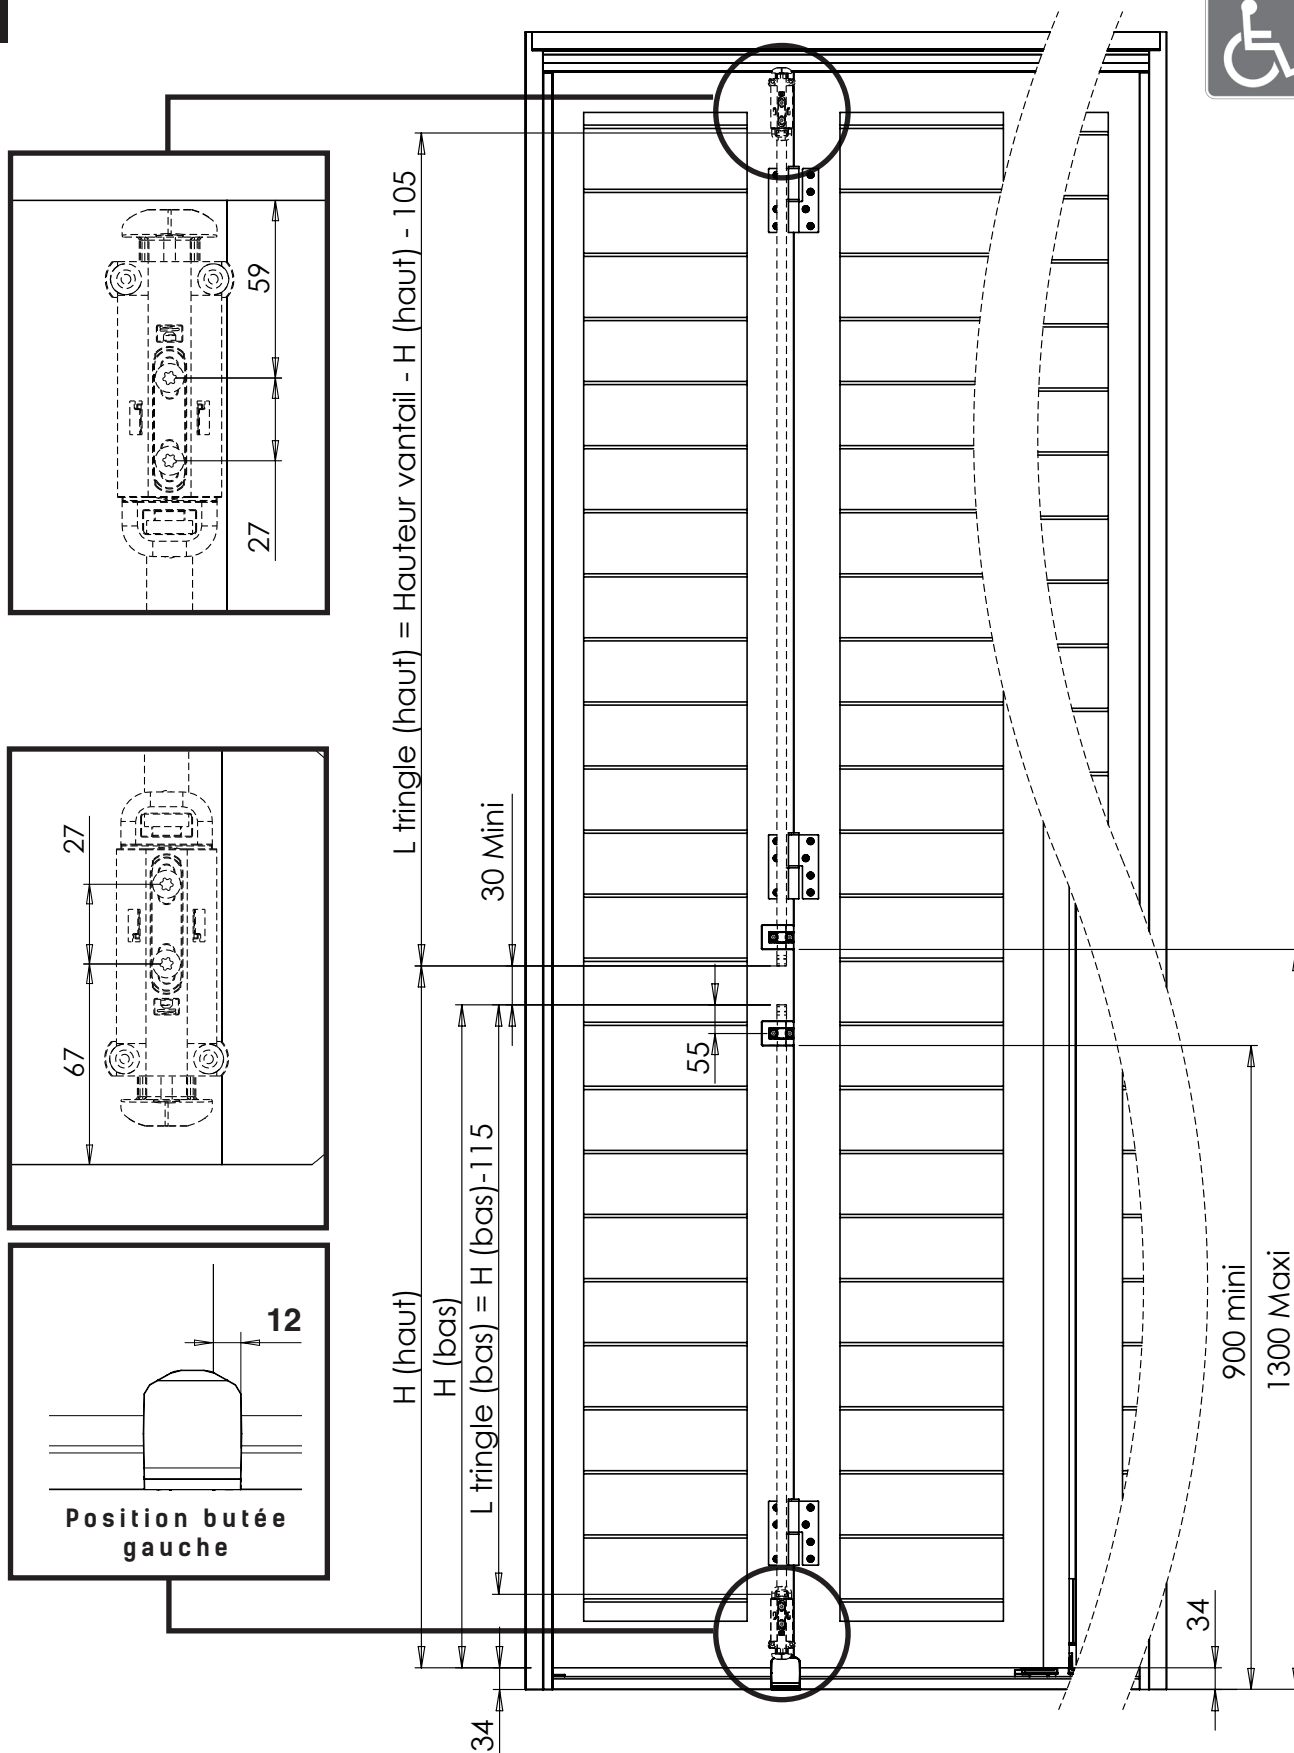 59
27
L tringle (haut) = Hauteur vantail - H (haut) - 105
30 Mini
27
67
55
H (haut)
H (bas)
L tringle (bas) = H (bas)-115
12
Position butée
gauche
900 mini
1300 Maxi
34
34